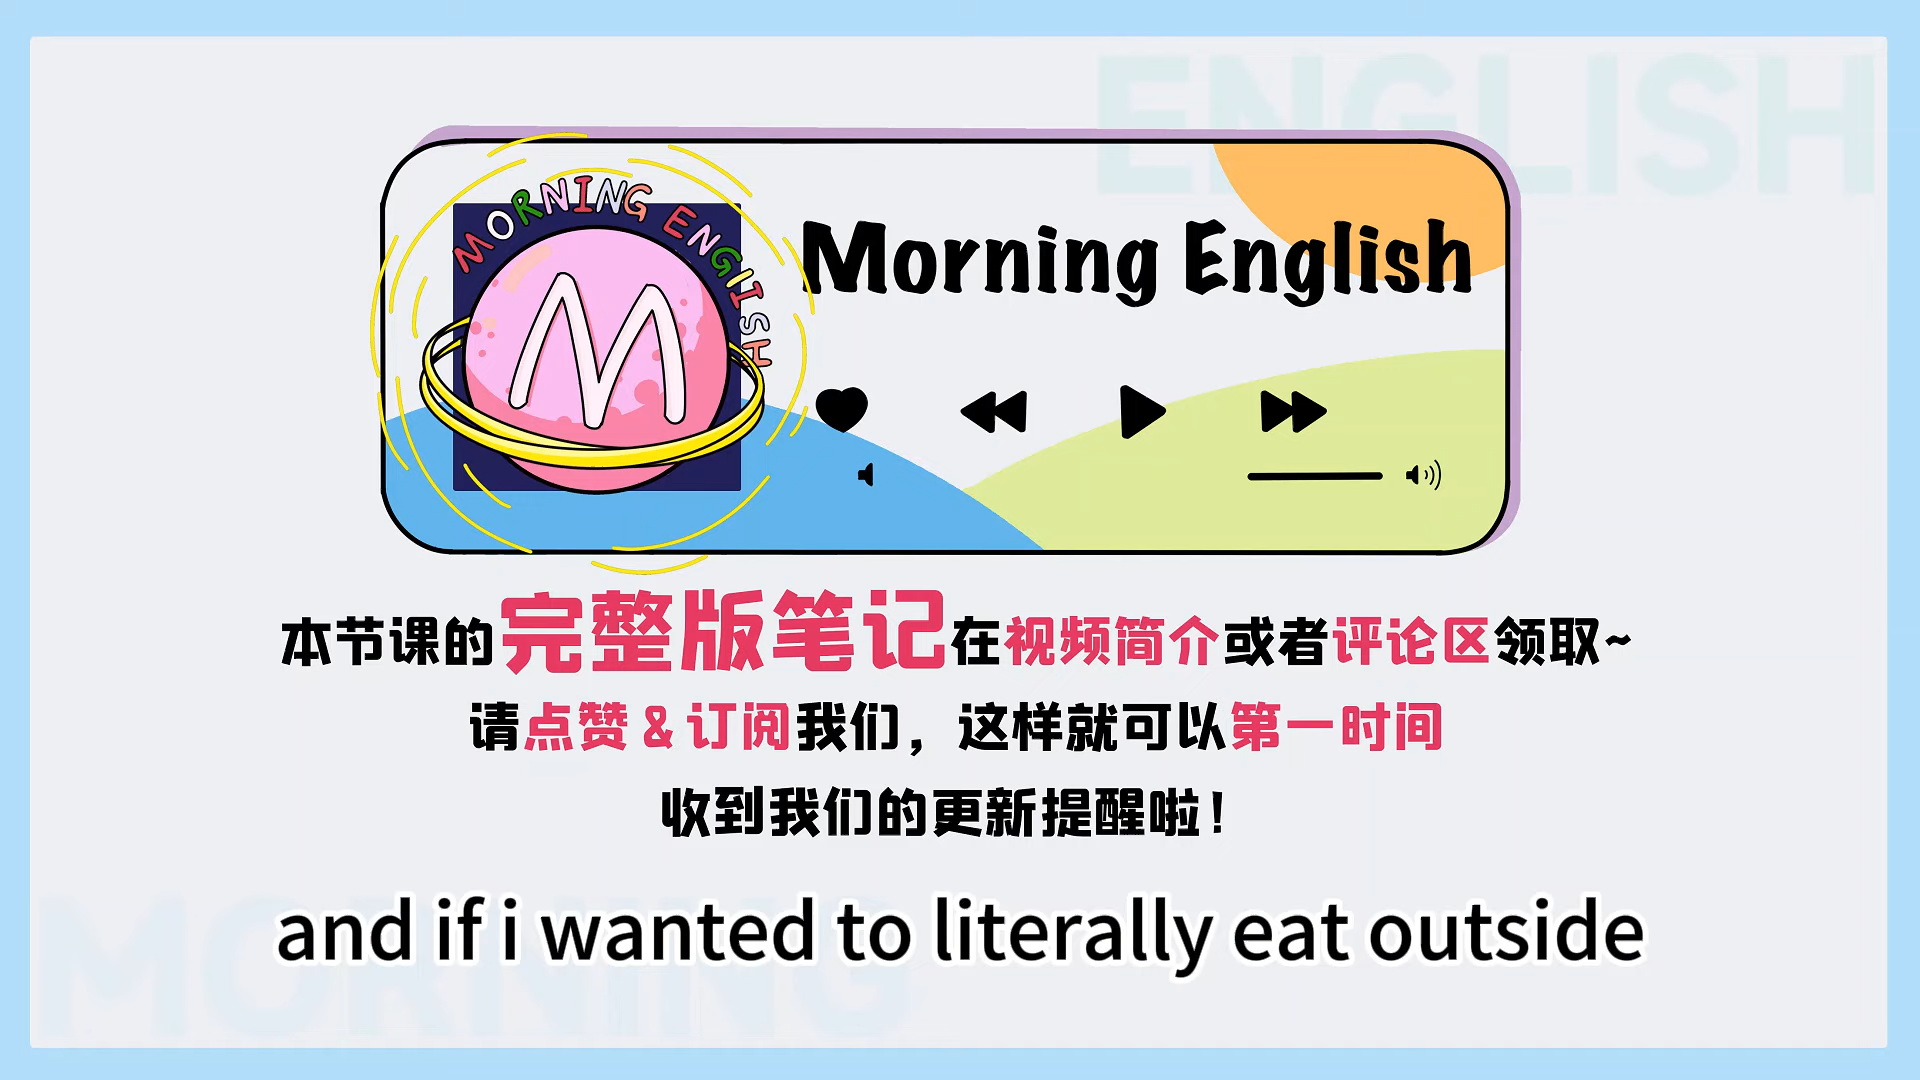 ENGLISH
MORNING ENGLISH
M
Morning English
本节课的完整版笔记在视频简介或者评论区领取~
请点赞&订阅我们，这样就可以第一时间
收到我们的更新提醒啦！
and if i wanted to literally eat outside
MORNING